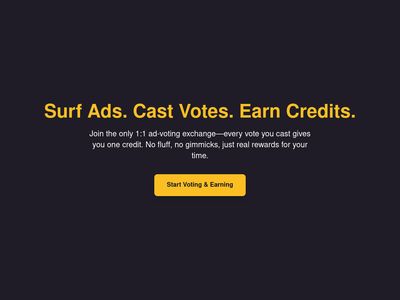 Surf Ads. Cast Votes. Earn Credits.
Join the only 1:1 ad-voting exchange—every vote you cast gives
you one credit. No fluff, no gimmicks, just real rewards for your
time.
Start Voting & Earning